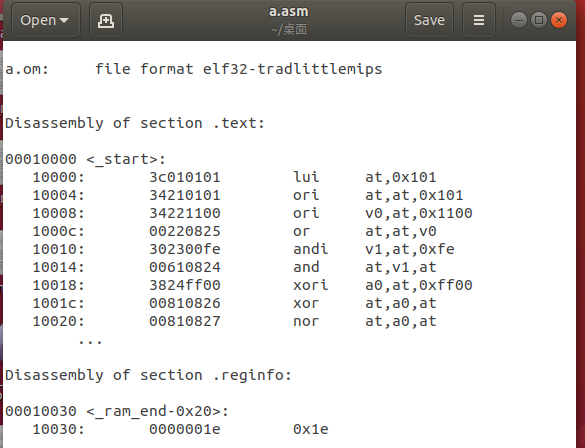 Open
a.asm
~/桌面
Save
a.om:     file format elf32-tradlittlemips
Disassembly of section .text:
00010000 <_start>:
   10000:       3c010101        lui     at,0x101
   10004:       34210101        ori     at,at,0x101
   10008:       34221100        ori     v0,at,0x1100
   1000c:       00220825        or      at,at,v0
   10010:       302300fe        andi    v1,at,0xfe
   10014:       00610824        and     at,v1,at
   10018:       3824ff00        xori    a0,at,0xff00
   1001c:       00810826        xor     at,a0,at
   10020:       00810827        nor     at,a0,at
        ...
Disassembly of section .reginfo:
00010030 <_ram_end-0x20>:
   10030:       0000001e        0x1e